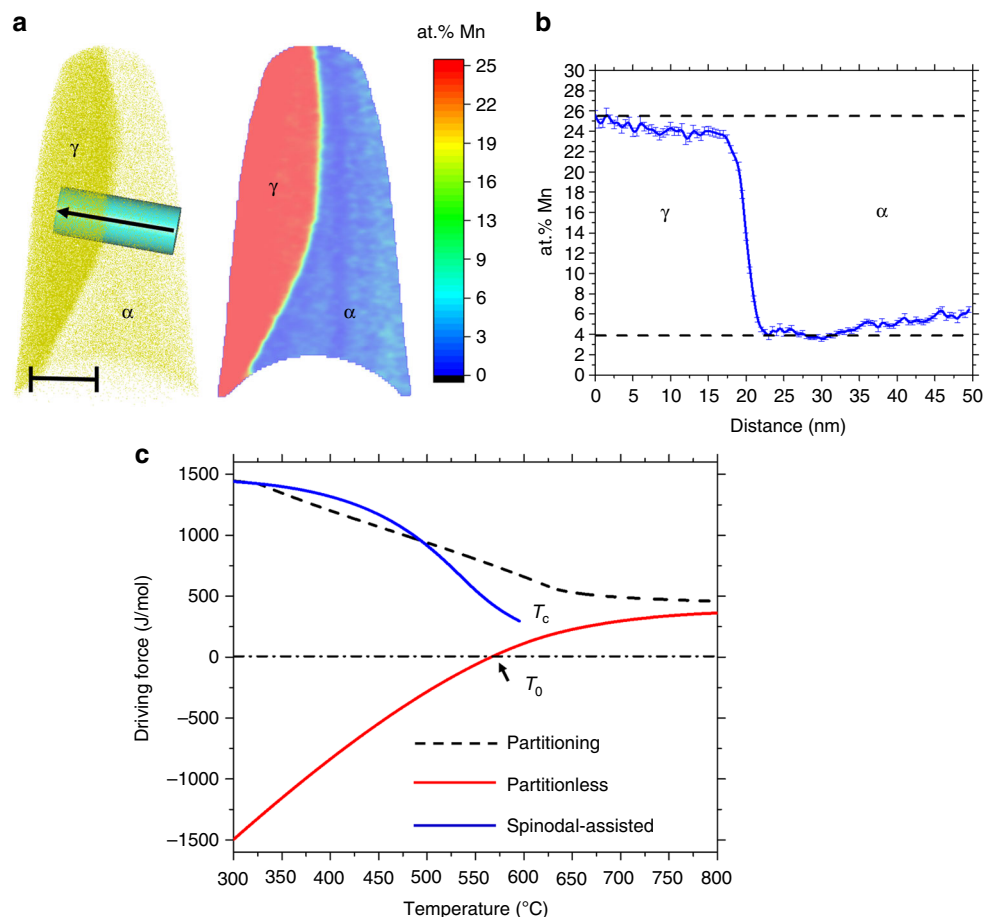 a
at.% Mn
γ
α
γ
α
25
22
19
16
13
9
6
3
0
b
at.% Mn
30
28
26
24
22
20
18
16
14
12
10
8
6
4
2
0
γ
α
0 5 10 15 20 25 30 35 40 45 50
Distance (nm)
c
Driving force (J/mol)
1500
1000
500
0
−500
−1000
−1500
Tc
T0
Partitioning
Partitionless
Spinodal-assisted
300 350 400 450 500 550 600 650 700 750 800
Temperature (°C)